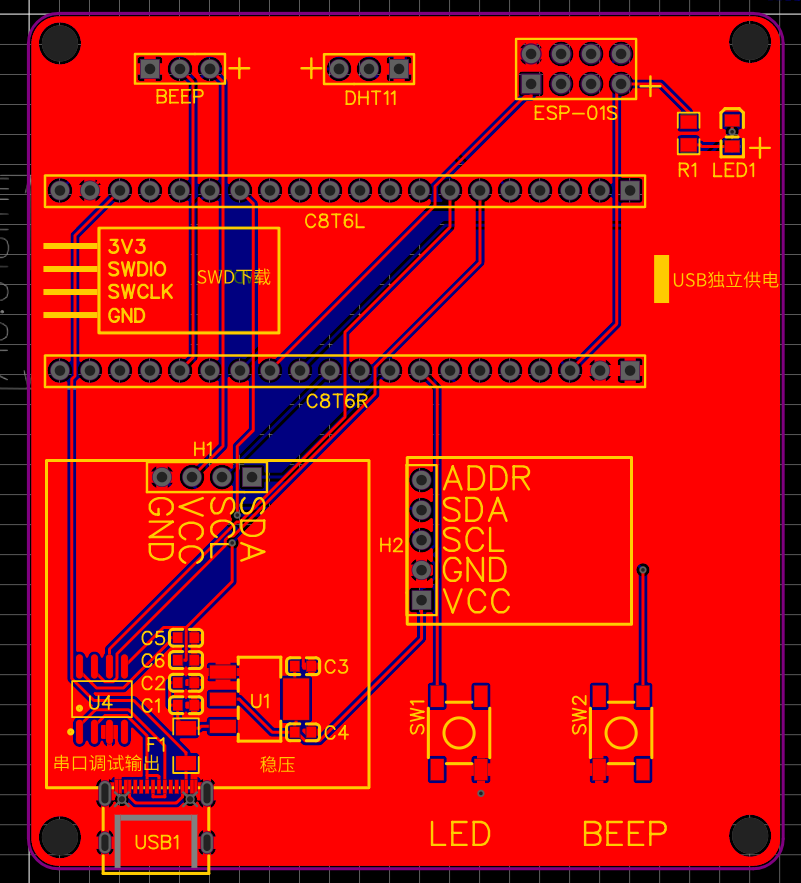 BEEP
DHT11
ESP-01S
R1
LED1
C8T6L
3V3
SWDIO
SWCLK
GND
SWD下载
USB独立供电
C8T6R
H1
GND
VCC
SCL
SDA
H2
ADDR
SDA
SCL
GND
VCC
C5
C6
C2
C1
C3
C4
U1
U4
F1
串口调试输出
稳压
SW1
SW2
USB1
LED
BEEP